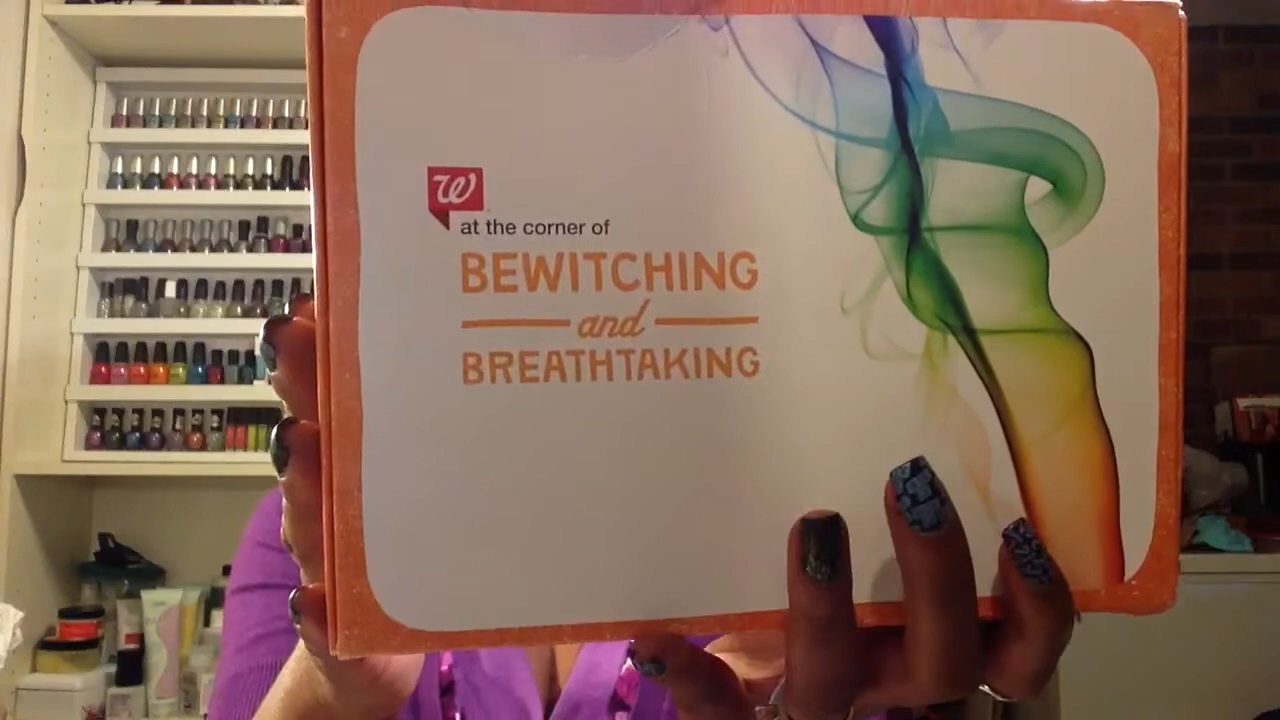 W
at the corner of
BEWITCHING
and
BREATHTAKING